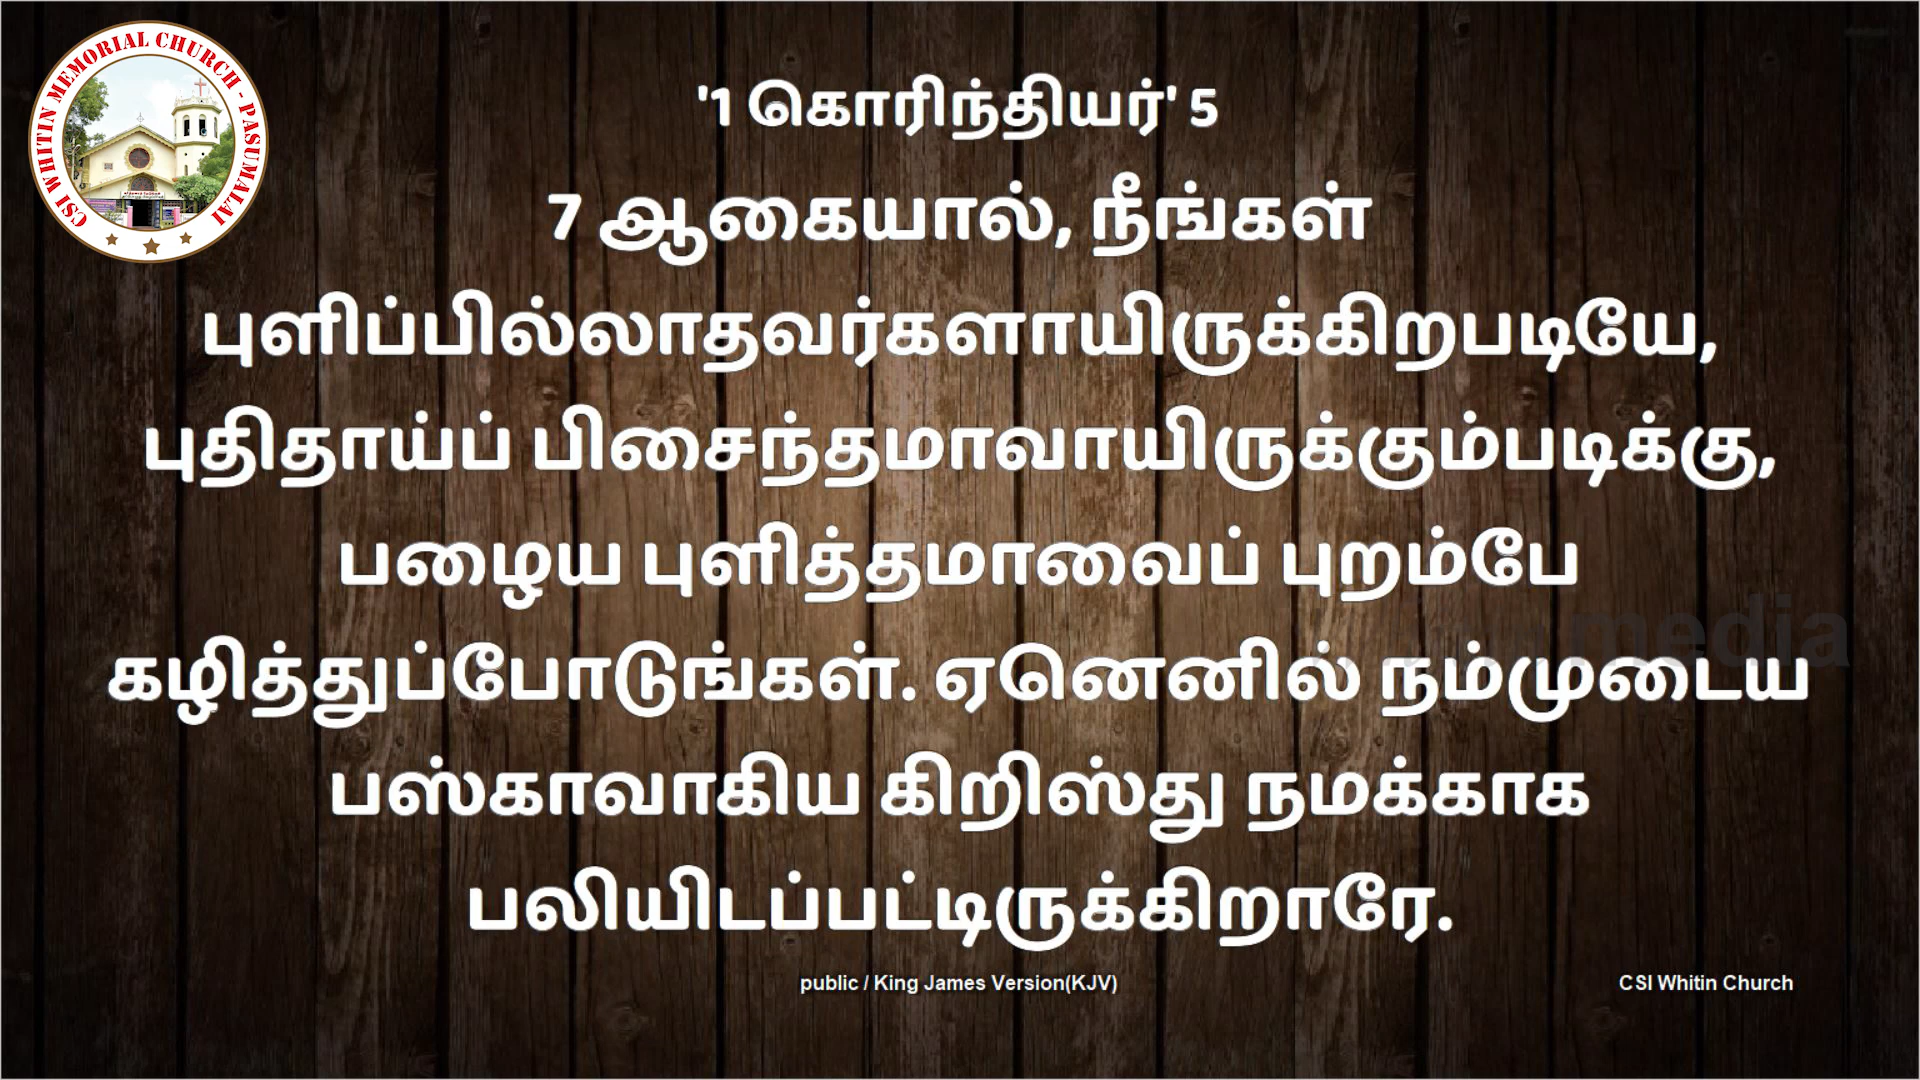 CSI WHITIN MEMORIAL CHURCH - PASUMALAI
'1 கொரிந்தியர்' 5
7 ஆகையால், நீங்கள்
புளிப்பில்லாதவர்களாயிருக்கிறபடியே,
புதிதாய்ப் பிசைந்தமாவாயிருக்கும்படிக்கு,
பழைய புளித்தமாவைப் புறம்பே
கழித்துப்போடுங்கள். ஏனெனில் நம்முடைய
பஸ்காவாகிய கிறிஸ்து நமக்காக
பலியிடப்பட்டிருக்கிறாரே.
media
public / King James Version(KJV)
CSI Whitin Church